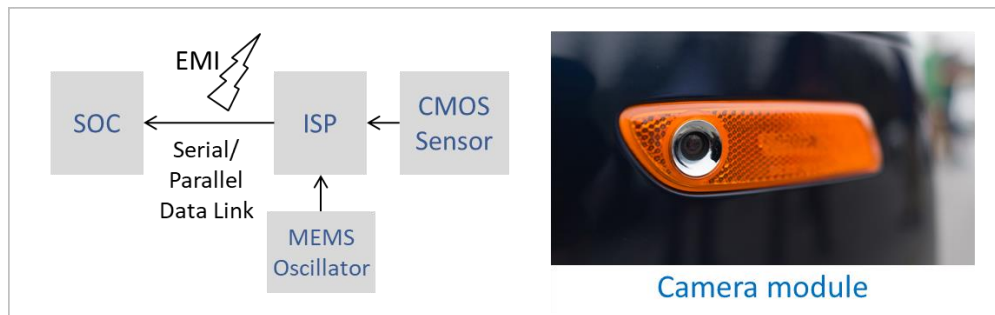 EMI
SOC
ISP
CMOS
Sensor
Serial/
Parallel
Data Link
MEMS
Oscillator
Camera module